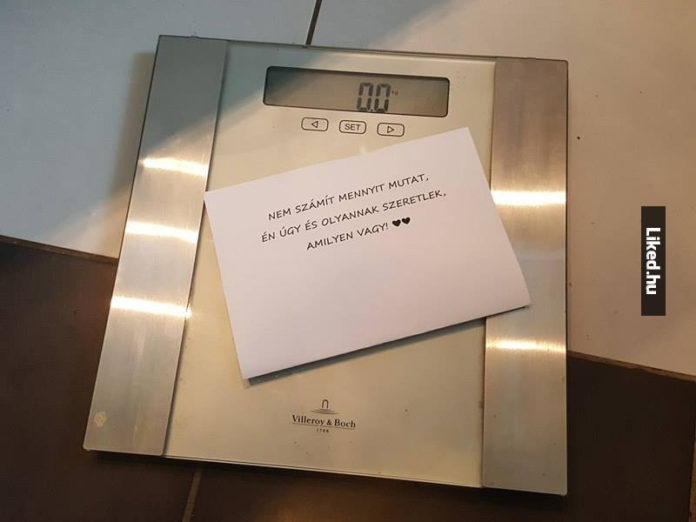 0.0 kg
SET
NEM SZÁMÍT MENNYIT MUTAT,
ÉN ÚGY ÉS OLYANNAK SZERETLEK,
AMILYEN VAGY! ♥♥
Villeroy & Boch
1748
Liked.hu